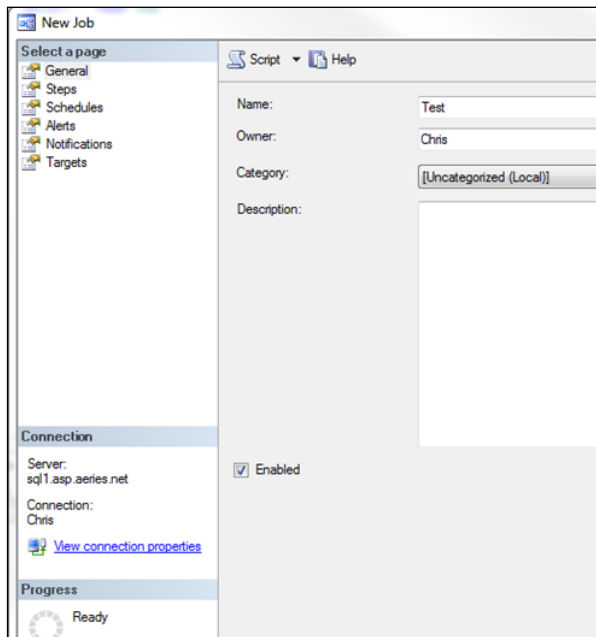 New Job
Select a page
General
Steps
Schedules
Alerts
Notifications
Targets
Script Help
Name: Test
Owner: Chris
Category: [Uncategorized (Local)]
Description:
Enabled
Connection
Server:
sql1.asp.aeries.net
Connection:
Chris
View connection properties
Progress
Ready